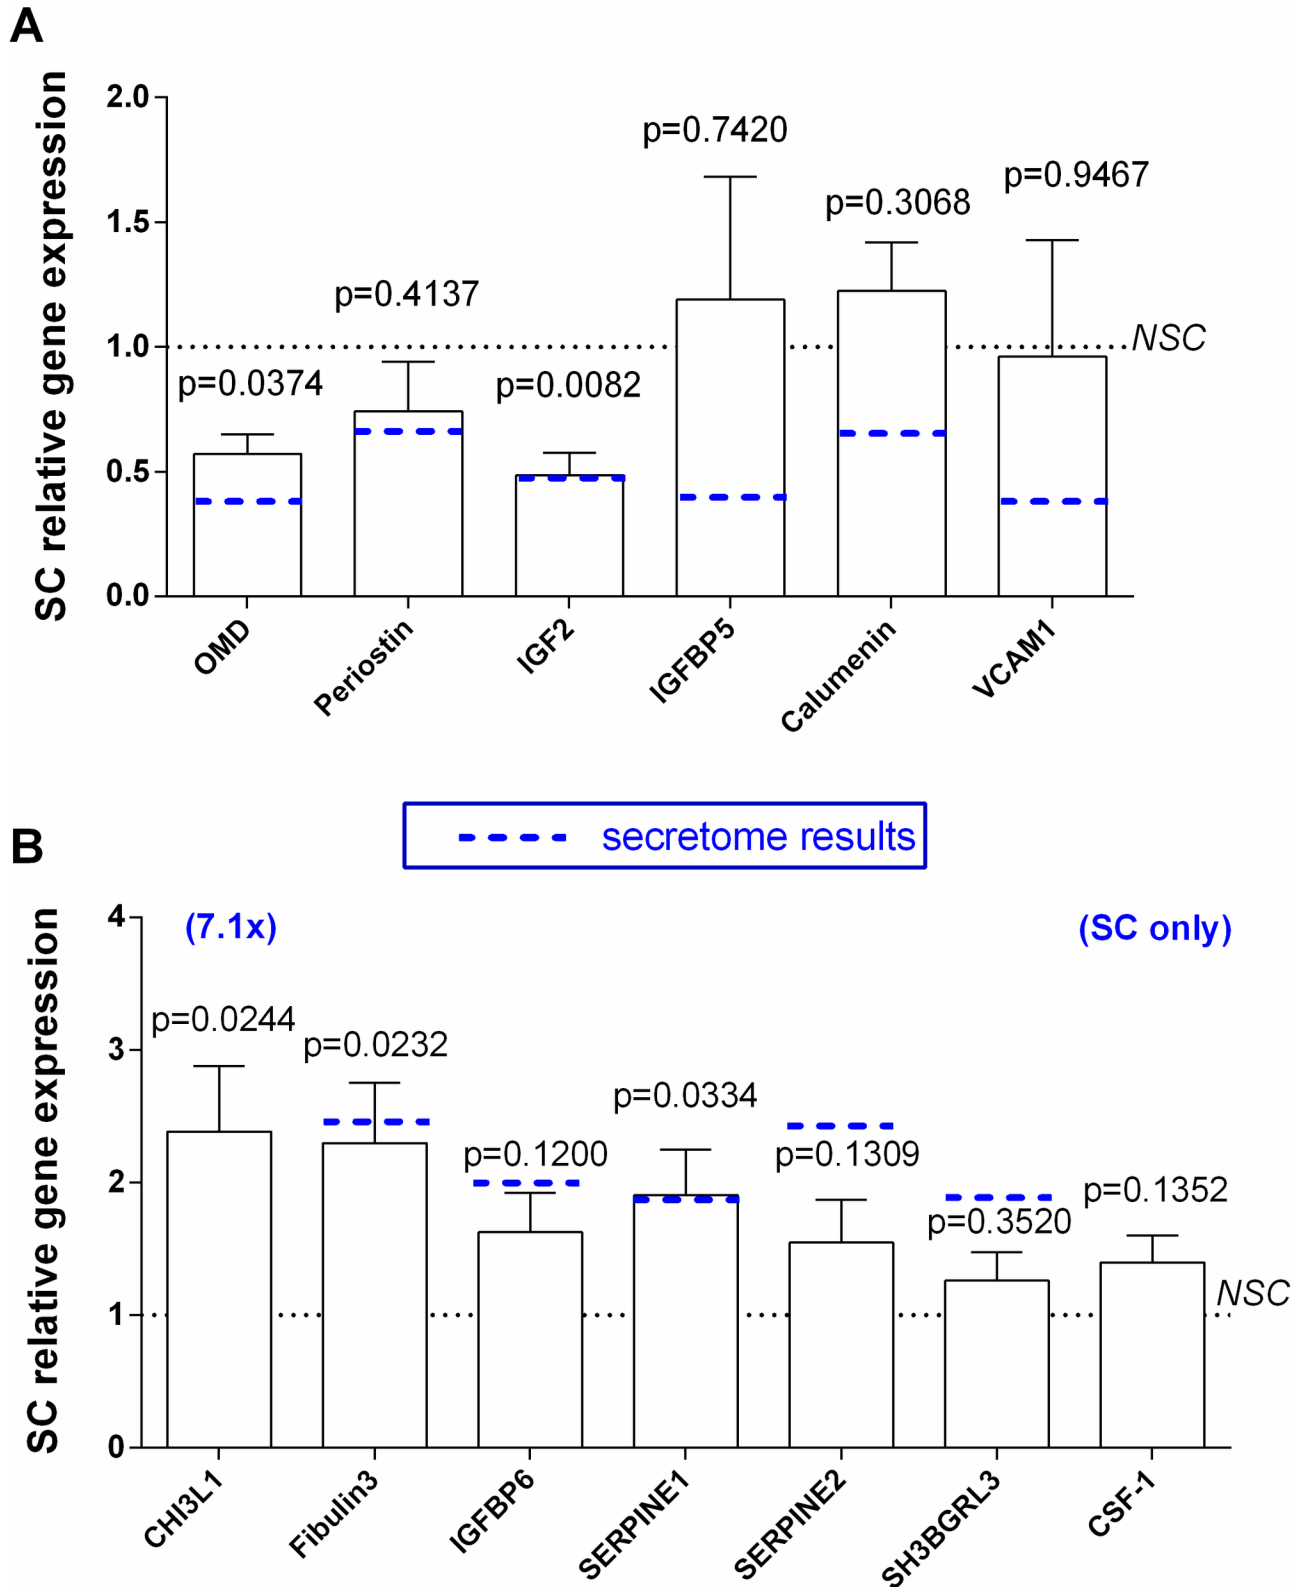 A
SC relative gene expression
2.0
1.5
1.0
0.5
0.0
p=0.0374
p=0.4137
p=0.0082
p=0.7420
p=0.3068
p=0.9467
NSC
OMD
Periostin
IGF2
IGFBP5
Calumenin
VCAM1
secretome results
B
SC relative gene expression
4
3
2
1
0
(7.1x)
(SC only)
p=0.0244
p=0.0232
p=0.1200
p=0.0334
p=0.1309
p=0.3520
p=0.1352
NSC
CHI3L1
Fibulin3
IGFBP6
SERPINE1
SERPINE2
SH3BGRL3
CSF-1